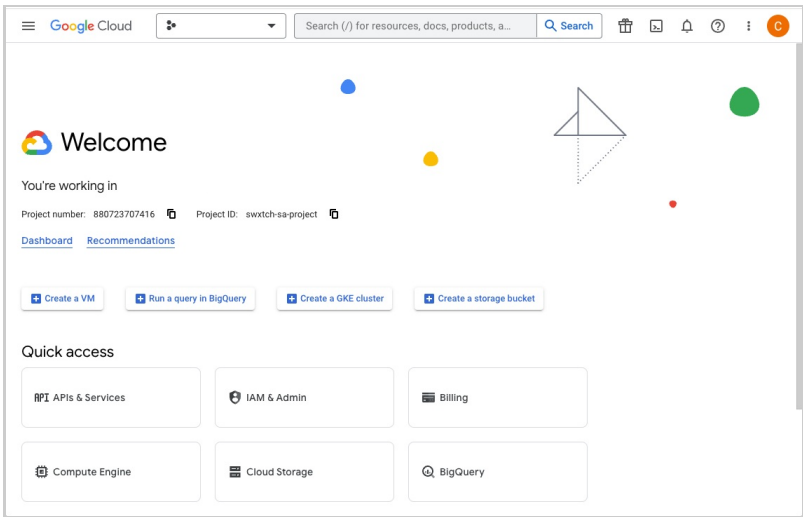 Google Cloud
Search (/) for resources, docs, products, a...
Search
C
Welcome
You're working in
Project number: 880723707416 Project ID: swxtch-sa-project
Dashboard Recommendations
Create a VM Run a query in BigQuery Create a GKE cluster Create a storage bucket
Quick access
API APIs & Services IAM & Admin Billing
Compute Engine Cloud Storage BigQuery